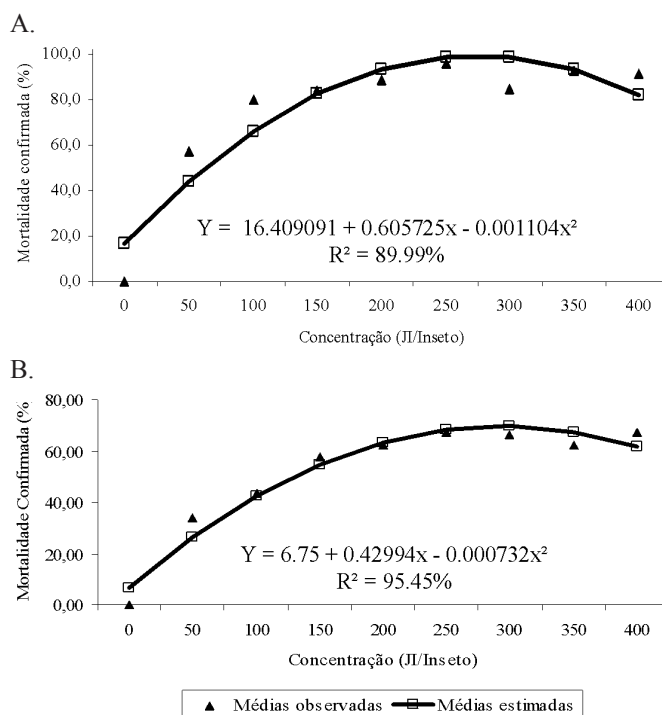 A.
Mortalidade confirmada (%)
100,0
80,0
60,0
40,0
20,0
0,0
Y = 16.409091 + 0.605725x - 0.001104x²
R² = 89.99%
0 50 100 150 200 250 300 350 400
Concentração (JI/Inseto)
B.
Mortalidade Confirmada (%
80,00
60,00
40,00
20,00
0,00
Y = 6.75 + 0.42994x - 0.000732x²
R² = 95.45%
0 50 100 150 200 250 300 350 400
Concentração (JI/Inseto)
Médias observadas Médias estimadas